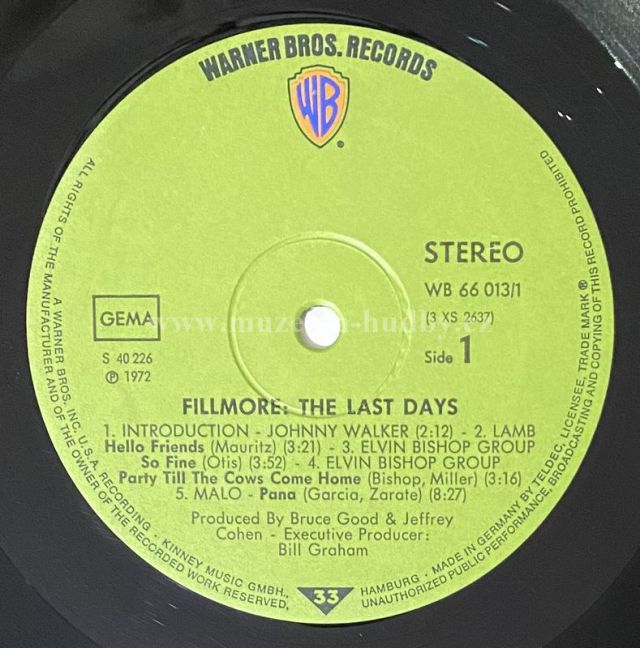 WARNER BROS. RECORDS
WB
®
STEREO
WB 66 013/1
(3 XS 2637)
Side 1
GEMA
S 40 226
Ⓟ 1972
www.muzeum-hudby.cz
FILLMORE: THE LAST DAYS
1. INTRODUCTION - JOHNNY WALKER (2:12) - 2. LAMB
Hello Friends (Mauritz) (3:21) - 3. ELVIN BISHOP GROUP
So Fine (Otis) (3:52) - 4. ELVIN BISHOP GROUP
Party Till The Cows Come Home (Bishop, Miller) (3:16)
5. MALO - Pana (Garcia, Zarate) (8:27)
Produced By Bruce Good & Jeffrey
Cohen - Executive Producer:
Bill Graham
33
ALL RIGHTS OF THE MANUFACTURER AND OF THE OWNER OF THE RECORDED WORK RESERVED,
UNAUTHORIZED PUBLIC PERFORMANCE, BROADCASTING AND COPYING OF THIS RECORD PROHIBITED
A WARNER BROS. INC. U.S.A. RECORDING · KINNEY MUSIC GMBH.,
HAMBURG · MADE IN GERMANY BY TELDEC, LICENSEE, TRADE MARK ®